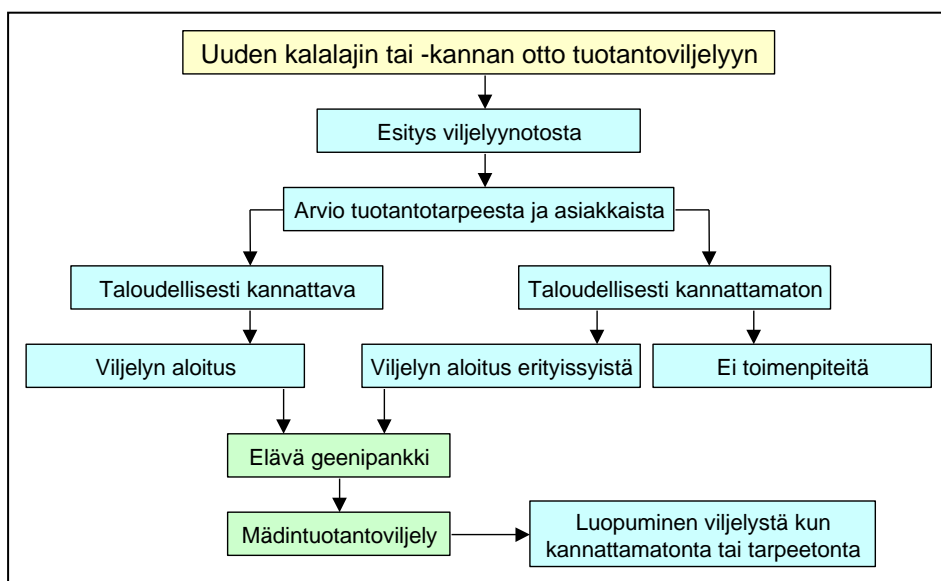 Uuden kalalajin tai -kannan otto tuotantoviljelyyn
Esitys viljelyynotosta
Arvio tuotantotarpeesta ja asiakkaista
Taloudellisesti kannattava
Taloudellisesti kannattamaton
Viljelyn aloitus
Viljelyn aloitus erityissyistä
Ei toimenpiteitä
Elävä geenipankki
Mädintuotantoviljely
Luopuminen viljelystä kun
kannattamatonta tai tarpeetonta